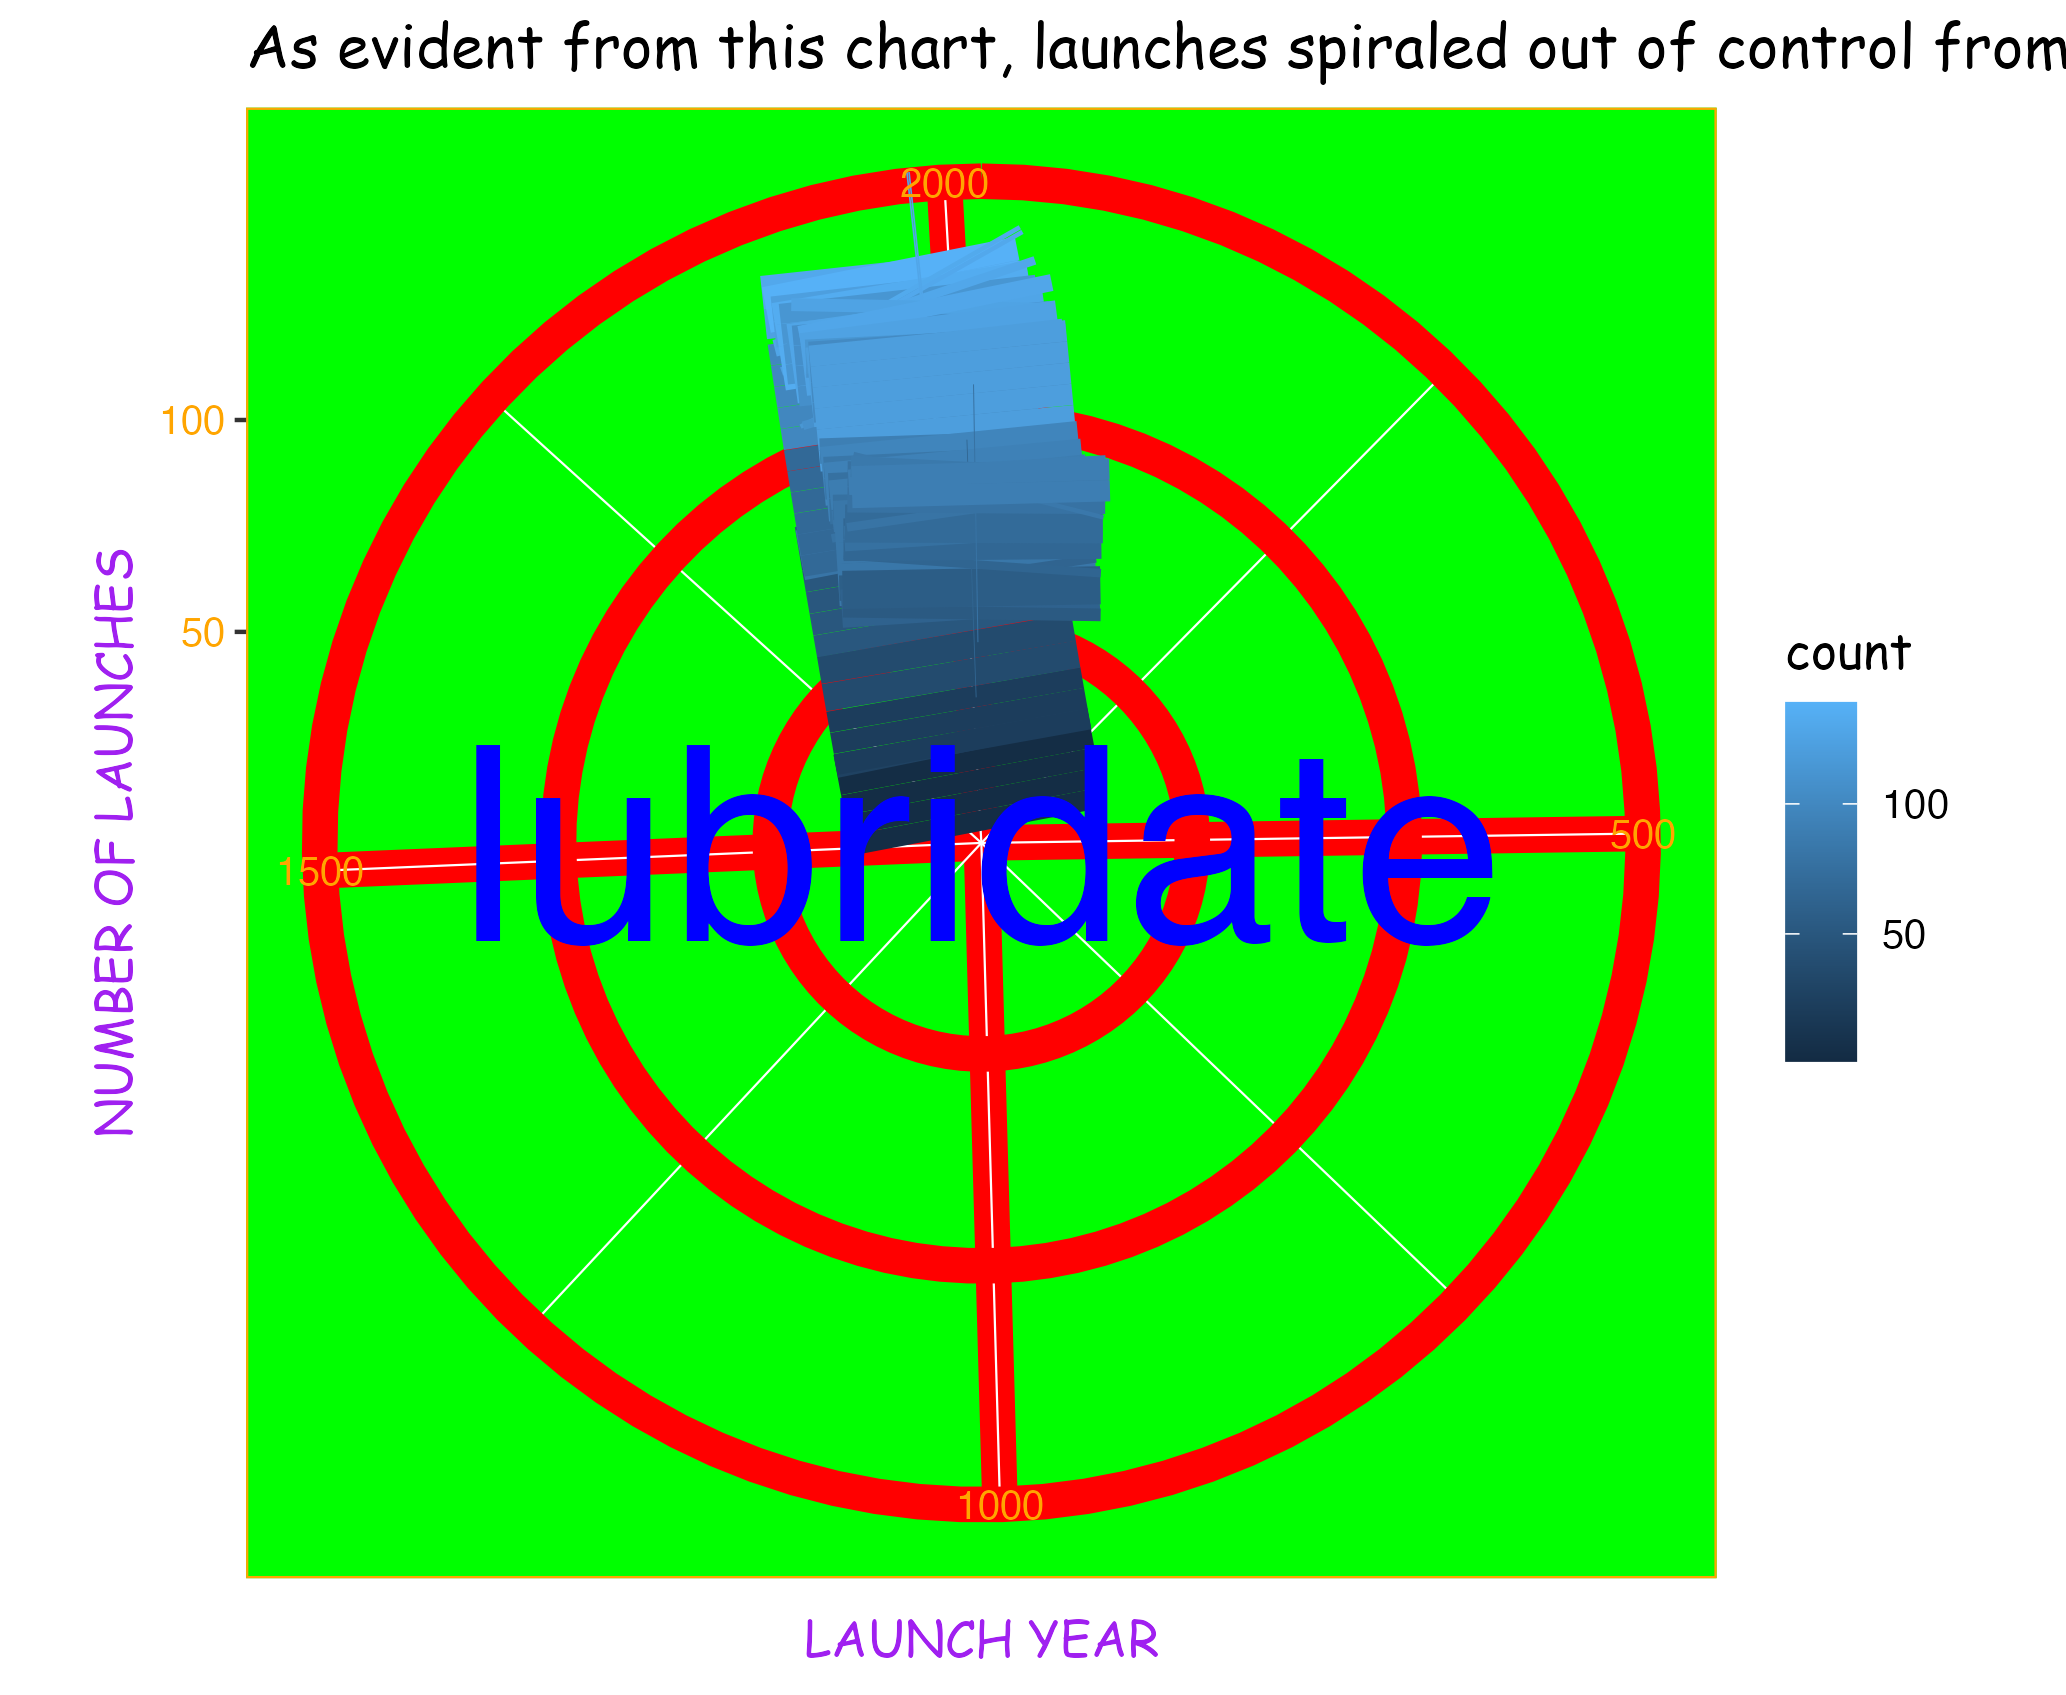 As evident from this chart, launches spiraled out of control from
2000
100
50
NUMBER OF LAUNCHES
lubridate
500
1500
1000
LAUNCH YEAR
count
100
50